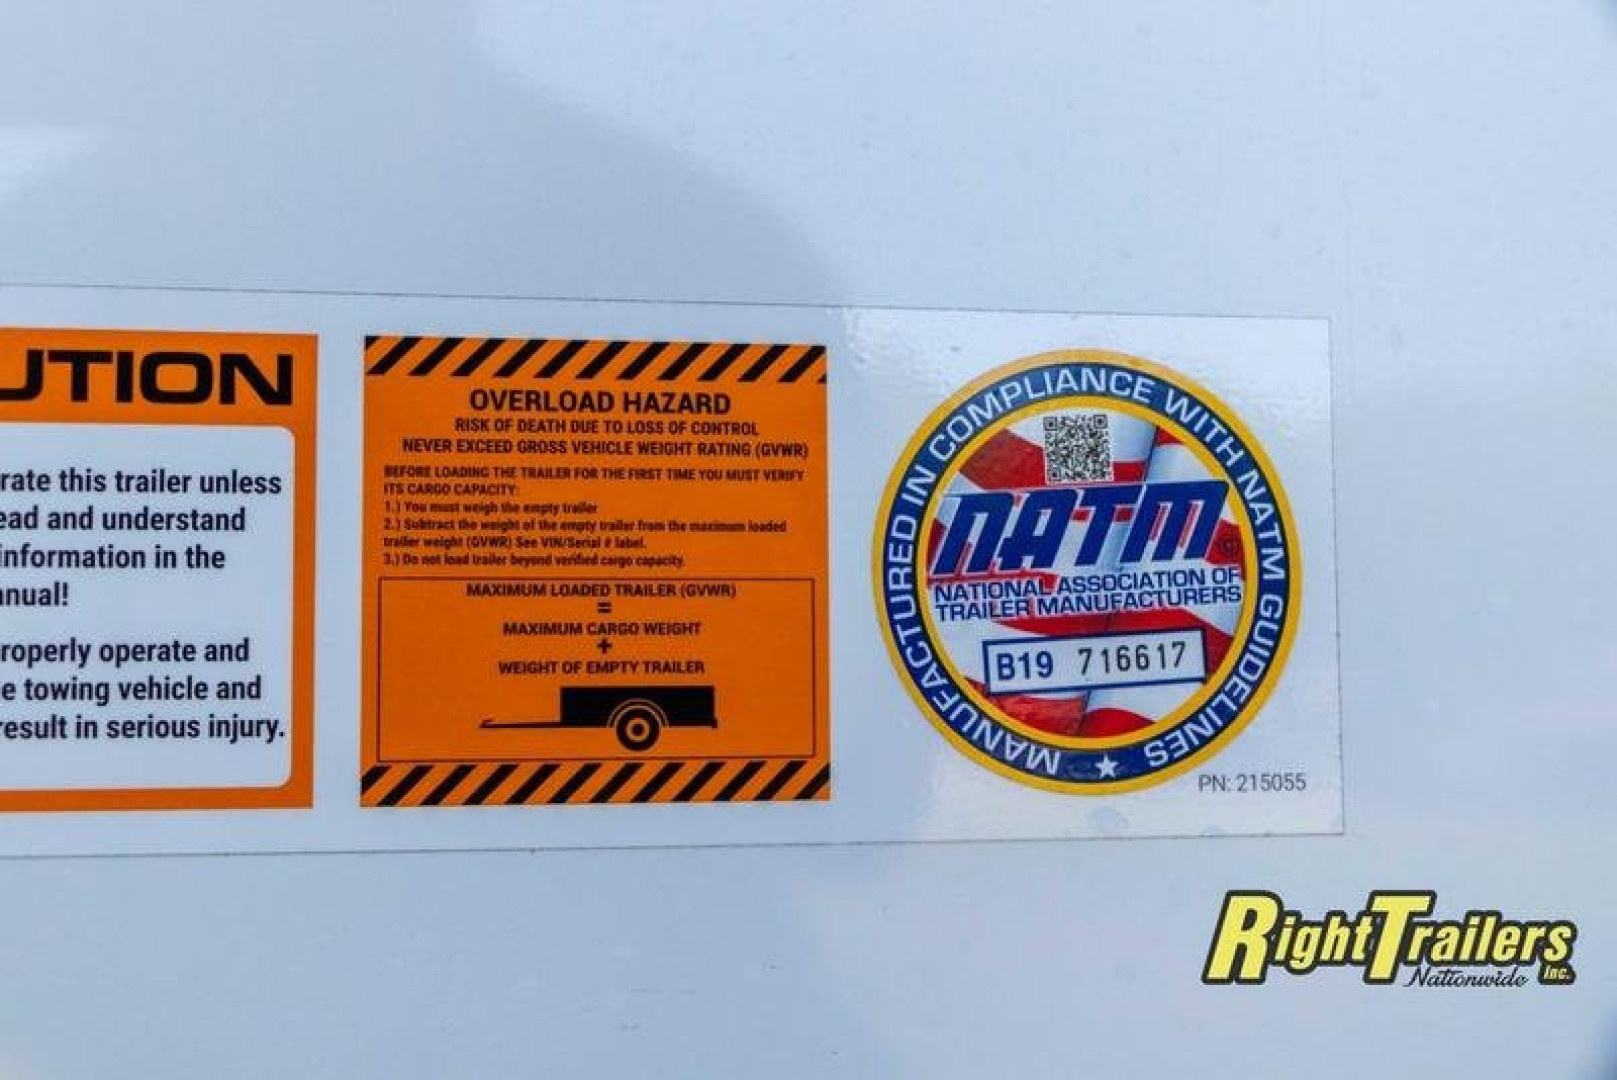 UTION
rate this trailer unless
ead and understand
information in the
anual!
roperly operate and
e towing vehicle and
result in serious injury.
OVERLOAD HAZARD
RISK OF DEATH DUE TO LOSS OF CONTROL
NEVER EXCEED GROSS VEHICLE WEIGHT RATING (GVWR)
BEFORE LOADING THE TRAILER FOR THE FIRST TIME YOU MUST VERIFY
ITS CARGO CAPACITY:
1.) You must weigh the empty trailer
2.) Subtract the weight of the empty trailer from the maximum loaded
trailer weight (GVWR) See VIN/Serial # label.
3.) Do not load trailer beyond verified cargo capacity.
MAXIMUM LOADED TRAILER (GVWR)
=
MAXIMUM CARGO WEIGHT
+
WEIGHT OF EMPTY TRAILER
MANUFACTURED IN COMPLIANCE WITH NATM GUIDELINES
NATM ©
NATIONAL ASSOCIATION OF
TRAILER MANUFACTURERS
B19 716617
PN: 215055
RightTrailers
Nationwide Inc.